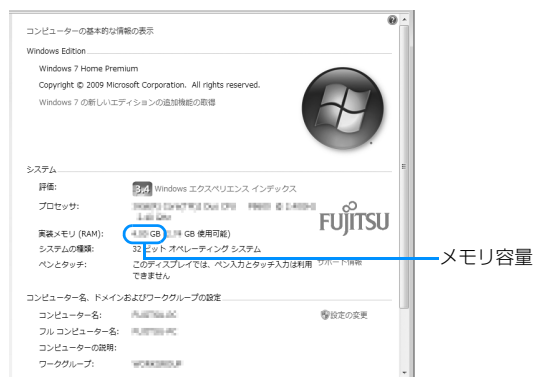 コンピューターの基本的な情報の表示
Windows Edition
Windows 7 Home Premium
Copyright © 2009 Microsoft Corporation. All rights reserved.
Windows 7 の新しいエディションの追加機能の取得
システム
評価:
3.4 Windows エクスペリエンス インデックス
プロセッサ:
FUJITSU
実装メモリ (RAM): GB GB 使用可能)
システムの種類: 32 ビット オペレーティング システム
メモリ容量
ペンとタッチ: このディスプレイでは、ペン入力とタッチ入力は利用できません
サポート情報
コンピューター名、ドメインおよびワークグループの設定
コンピューター名:
設定の変更
フル コンピューター名:
コンピューターの説明:
ワークグループ: